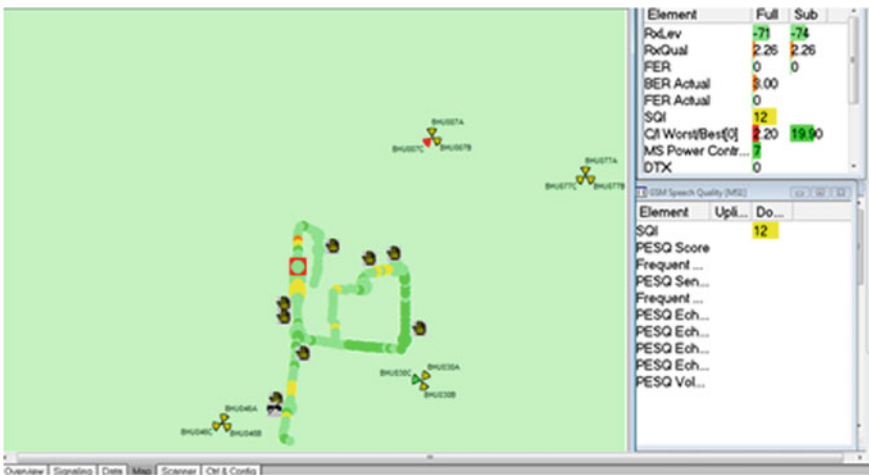 BHU007A
BHU007C
BHU007B
BHU077A
BHU077C
BHU077B
BHU030C
BHU030A
BHU030B
BHU046A
BHU046C
BHU046B
Element Full Sub
RxLev -71 -74
RxQual 2.26 2.26
FER 0 0
BER Actual 3.00
FER Actual 0
SQI 12
C/I Worst/Best[0] 2.20 19.90
MS Power Contr... 7
DTX 0
GSM Speech Quality [MS1]
Element Upli... Do...
SQI 12
PESQ Score
Frequent ...
PESQ Sen...
Frequent ...
PESQ Ech...
PESQ Ech...
PESQ Ech...
PESQ Ech...
PESQ Vol...
Overview Signaling Data Map Scanner Ctrl & Config